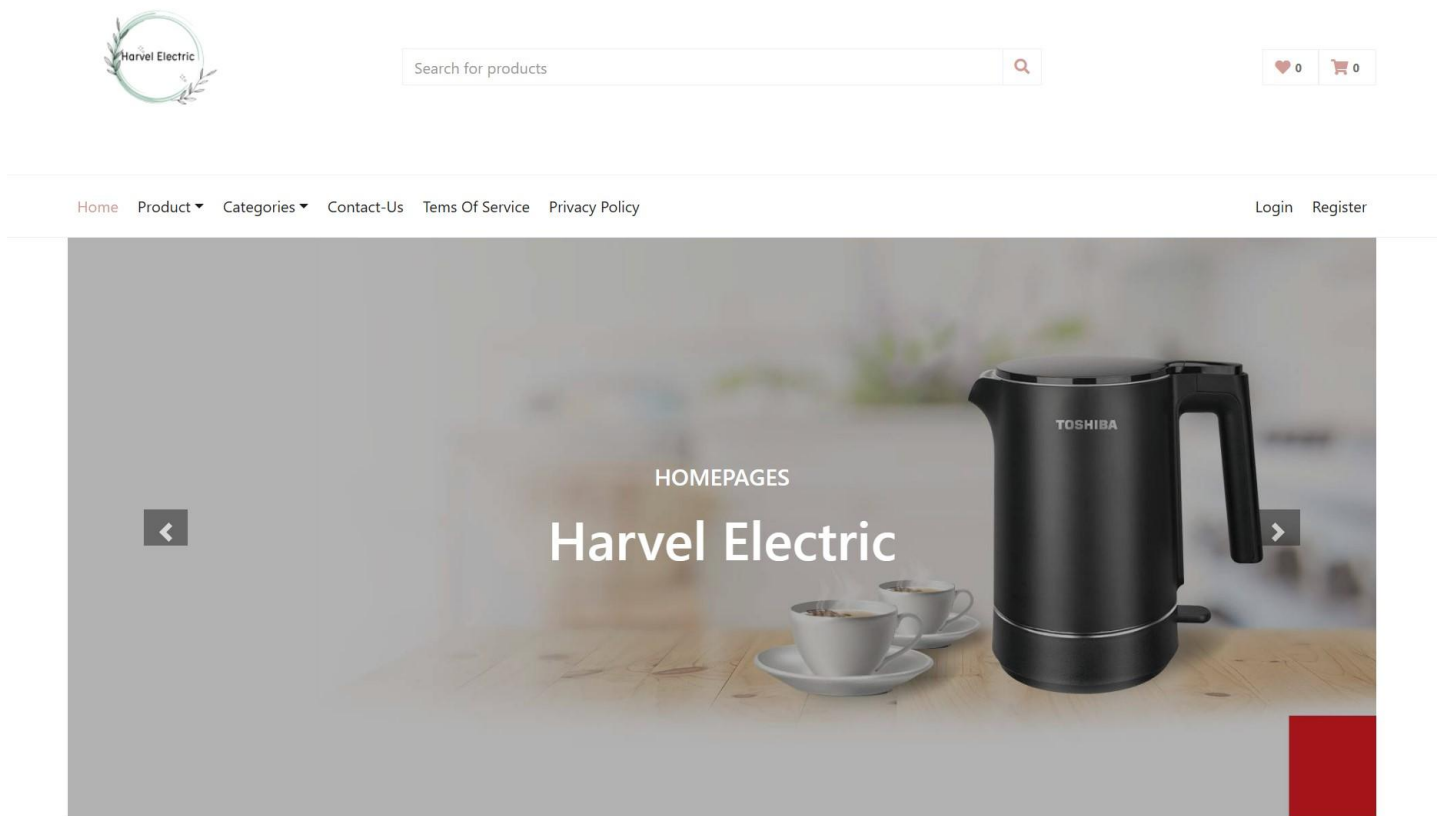 Harvel Electric
Search for products
0
0
Home Product Categories Contact-Us Tems Of Service Privacy Policy Login Register
TOSHIBA
HOMEPAGES
Harvel Electric